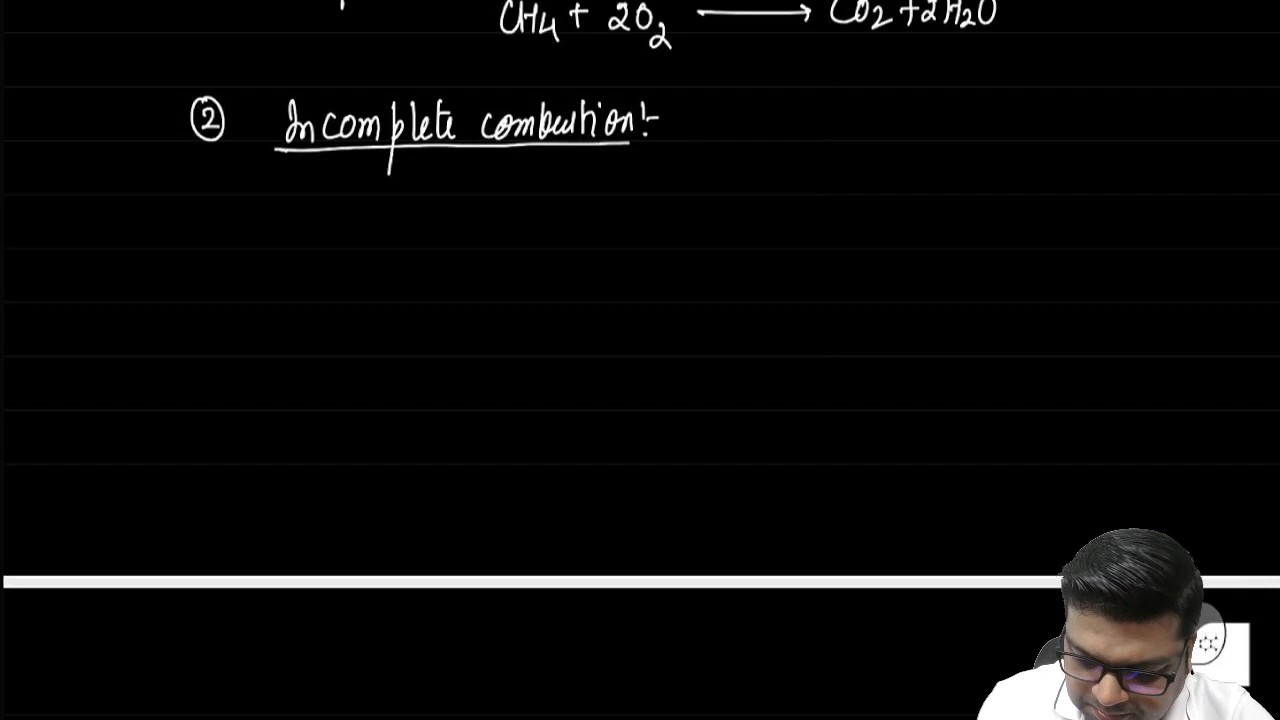 CH4 + 2O2 ⟶ CO2 + 2H2O
② Incomplete combustion:-